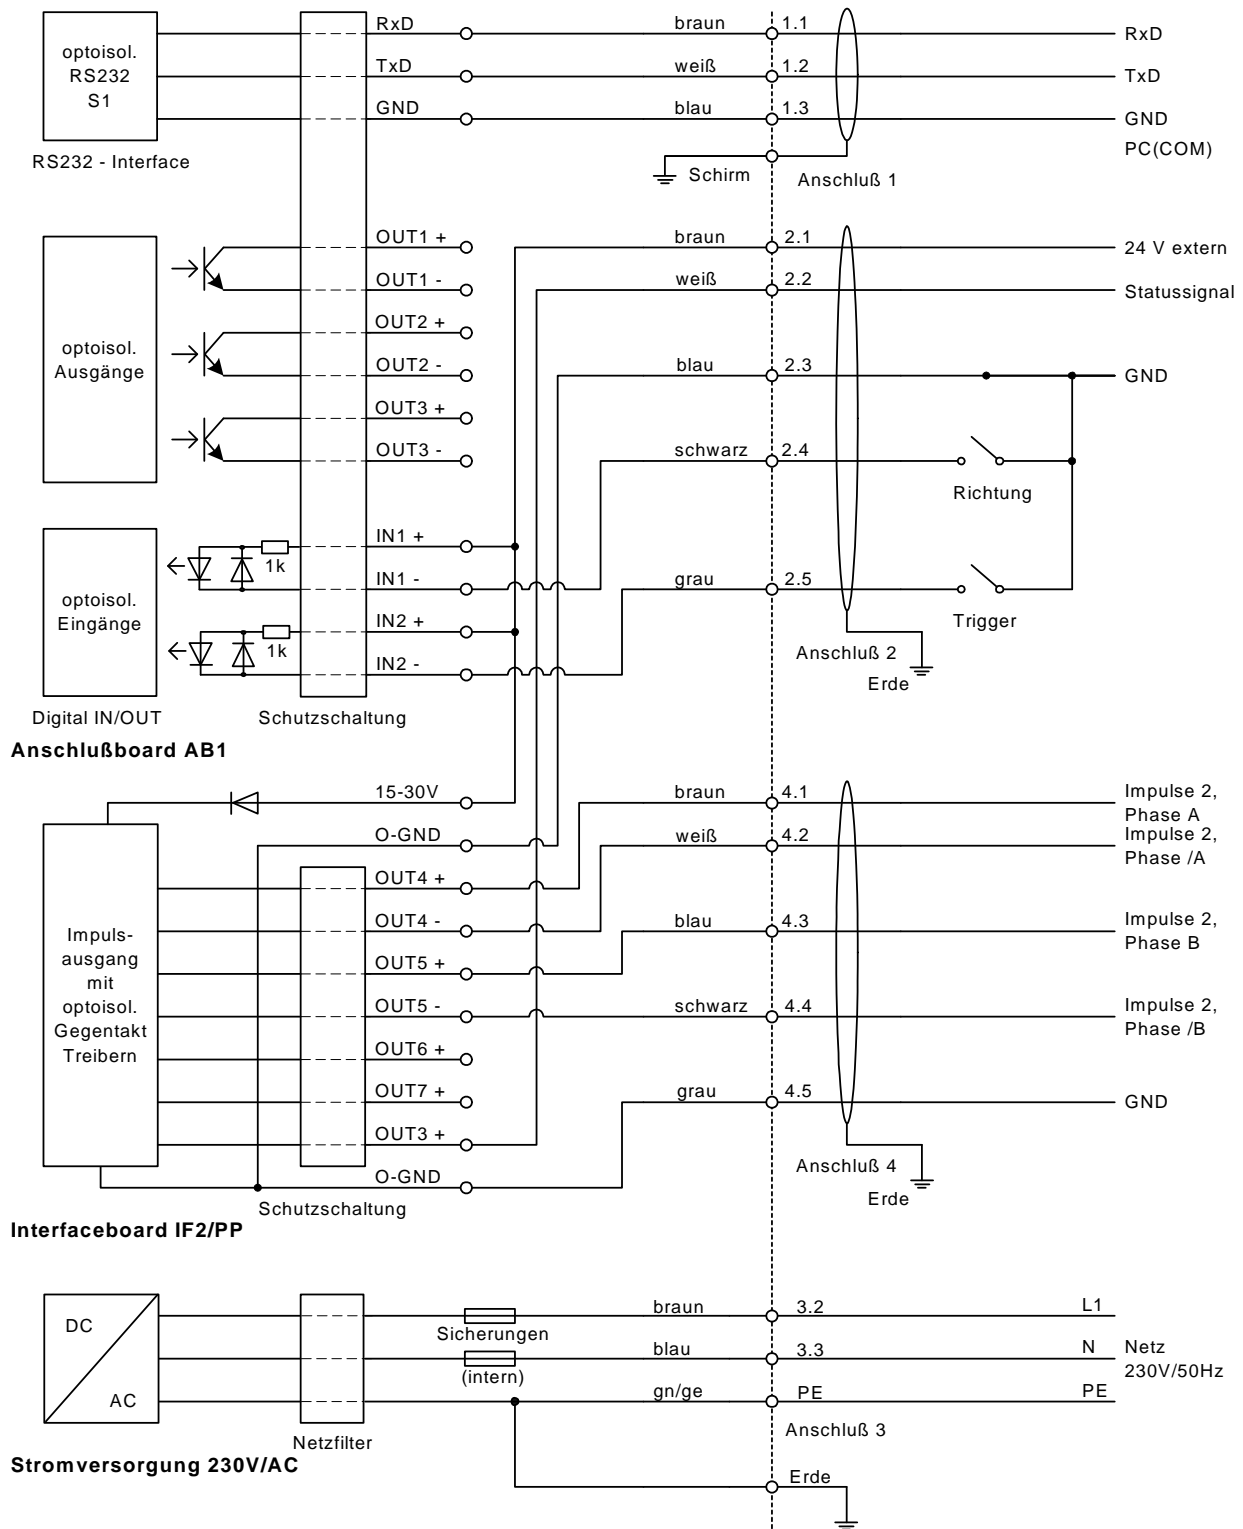 optoisol.
RS232
S1
RS232 - Interface
RxD
TxD
GND
braun
weiß
blau
1.1
1.2
1.3
Schirm
Anschluß 1
RxD
TxD
GND
PC(COM)
optoisol.
Ausgänge
OUT1 +
OUT1 -
OUT2 +
OUT2 -
OUT3 +
OUT3 -
optoisol.
Eingänge
1k
1k
IN1 +
IN1 -
IN2 +
IN2 -
Digital IN/OUT
Schutzschaltung
Anschlußboard AB1
braun
weiß
blau
schwarz
grau
2.1
2.2
2.3
2.4
2.5
24 V extern
Statussignal
GND
Richtung
Trigger
Anschluß 2
Erde
Impuls-
ausgang
mit
optoisol.
Gegentakt
Treibern
15-30V
O-GND
OUT4 +
OUT4 -
OUT5 +
OUT5 -
OUT6 +
OUT7 +
OUT3 +
O-GND
Schutzschaltung
Interfaceboard IF2/PP
braun
weiß
blau
schwarz
grau
4.1
4.2
4.3
4.4
4.5
Impulse 2,
Phase A
Impulse 2,
Phase /A
Impulse 2,
Phase B
Impulse 2,
Phase /B
GND
Anschluß 4
Erde
DC
AC
Netzfilter
Stromversorgung 230V/AC
Sicherungen
(intern)
braun
blau
gn/ge
3.2
3.3
PE
L1
N
PE
Netz
230V/50Hz
Anschluß 3
Erde